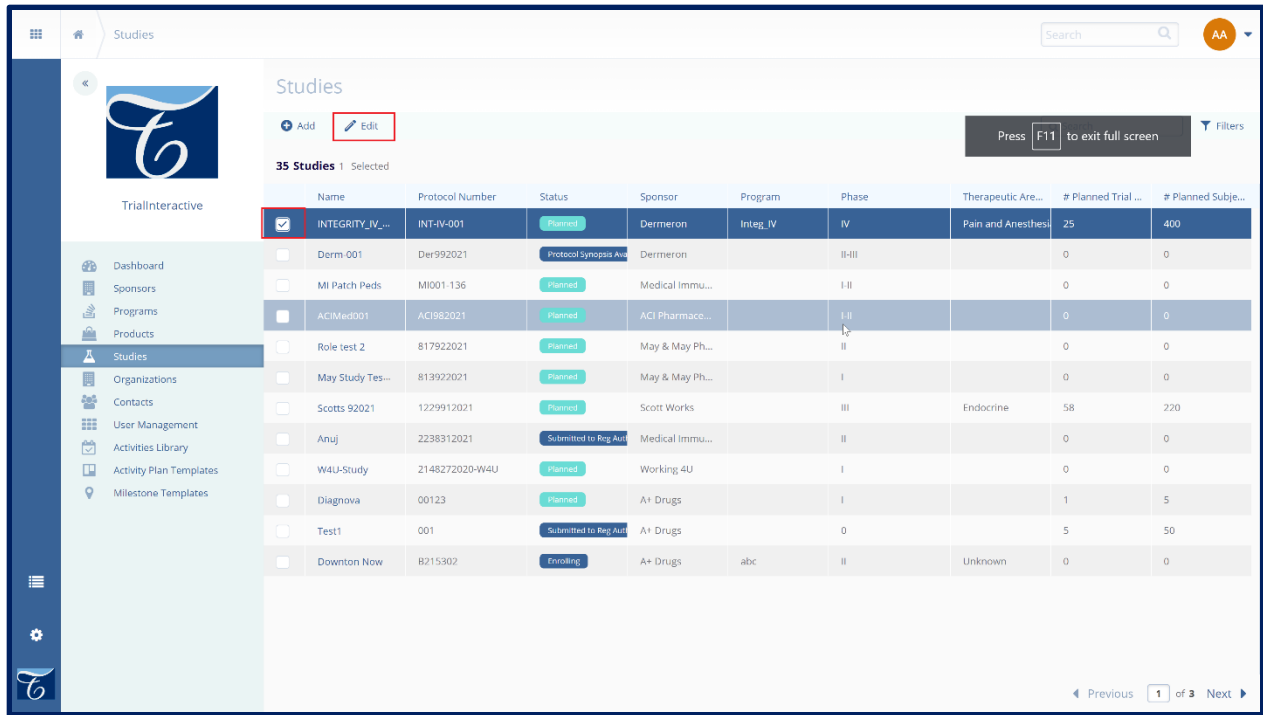 Studies
Search
AA
Studies
Add Edit
Press F11 to exit full screen
Filters
35 Studies 1 Selected
TrialInteractive
Name Protocol Number Status Sponsor Program Phase Therapeutic Are... # Planned Trial ... # Planned Subje...
INTEGRITY_IV_... INT-IV-001 Planned Dermeron Integ_IV IV Pain and Anesthesi 25 400
Derm-001 Der992021 Protocol Synopsis Ava Dermeron II-III 0 0
MI Patch Peds MI001-136 Planned Medical Immu... I-II 0 0
ACIMed001 ACI982021 Planned ACI Pharmace... I-II 0 0
Role test 2 817922021 Planned May & May Ph... II 0 0
May Study Tes... 813922021 Planned May & May Ph... I 0 0
Scotts 92021 1229912021 Planned Scott Works III Endocrine 58 220
Anuj 2238312021 Submitted to Reg Aut Medical Immu... II 0 0
W4U-Study 2148272020-W4U Planned Working 4U I 0 0
Diagnova 00123 Planned A+ Drugs I 1 5
Test1 001 Submitted to Reg Aut A+ Drugs 0 5 50
Downton Now B215302 Enrolling A+ Drugs abc II Unknown 0 0
Dashboard
Sponsors
Programs
Products
Studies
Organizations
Contacts
User Management
Activities Library
Activity Plan Templates
Milestone Templates
Previous 1 of 3 Next